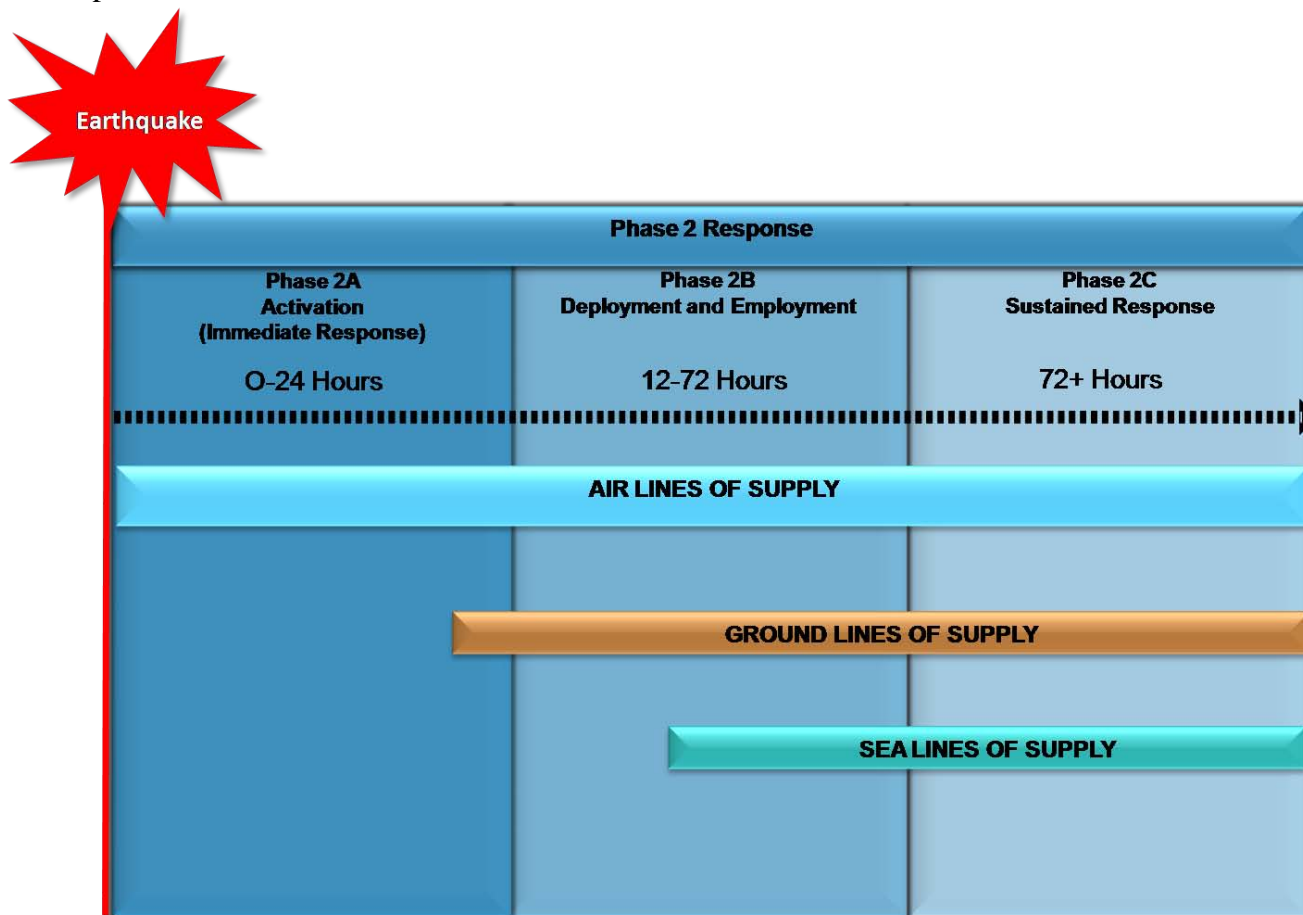 Earthquake
Phase 2 Response
Phase 2A
Activation
(Immediate Response)
O-24 Hours
Phase 2B
Deployment and Employment
12-72 Hours
Phase 2C
Sustained Response
72+ Hours
AIR LINES OF SUPPLY
GROUND LINES OF SUPPLY
SEA LINES OF SUPPLY